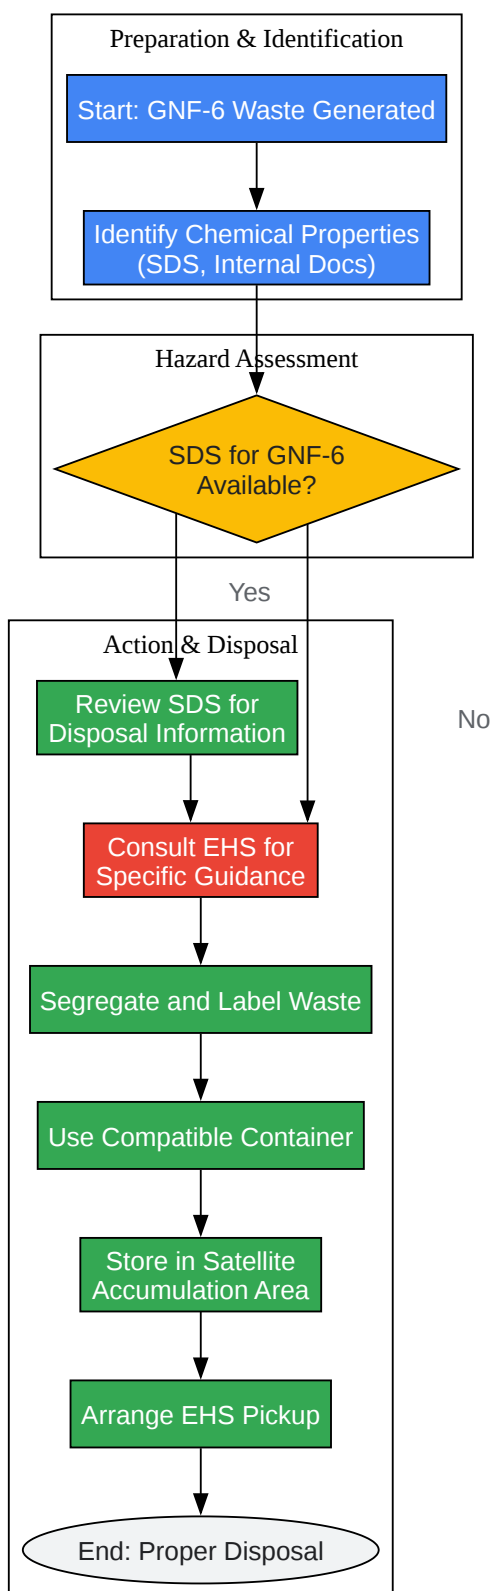 Preparation & Identification
Start: GNF-6 Waste Generated
Identify Chemical Properties
(SDS, Internal Docs)
Hazard Assessment
SDS for GNF-6
Available?
Yes
Action & Disposal
Review SDS for
Disposal Information
No
Consult EHS for
Specific Guidance
Segregate and Label Waste
Use Compatible Container
Store in Satellite
Accumulation Area
Arrange EHS Pickup
End: Proper Disposal